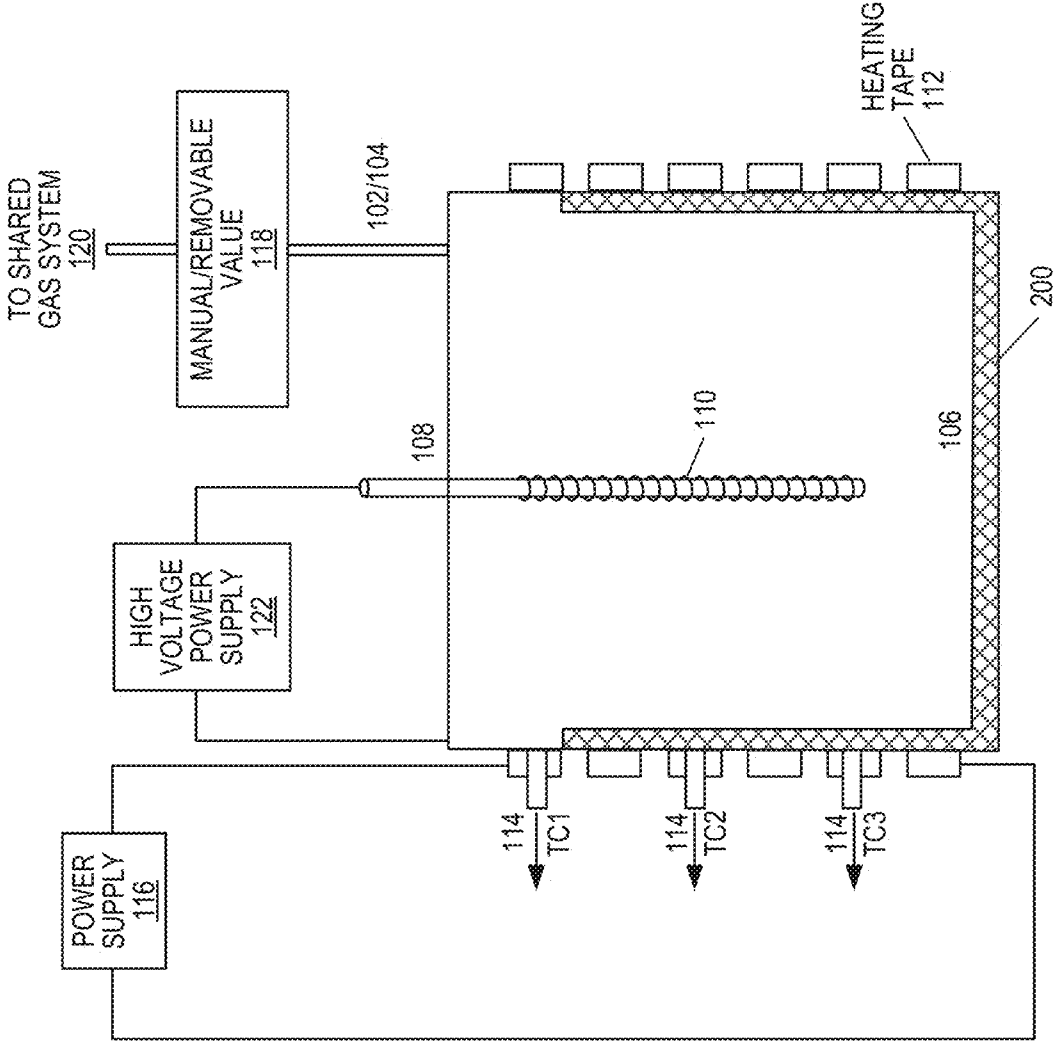 TO SHARED
GAS SYSTEM
120
MANUAL/REMOVABLE
VALUE
118
102/104
HIGH
VOLTAGE
POWER
SUPPLY
122
108
POWER
SUPPLY
116
110
106
114
TC1
114
TC2
114
TC3
HEATING
TAPE
112
200